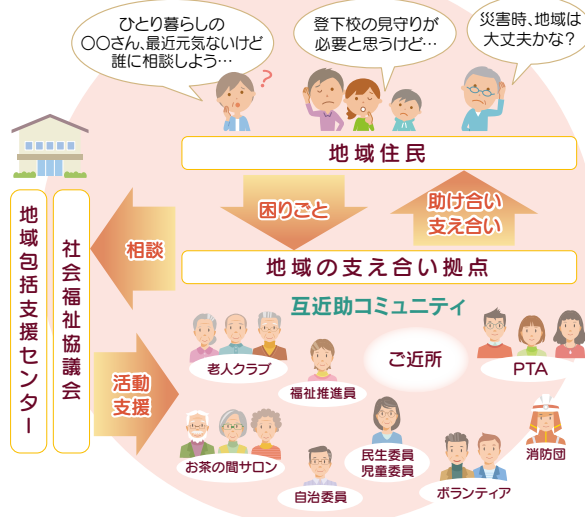 ひとり暮らしの
〇〇さん、最近元気ないけど
誰に相談しよう…
?
登下校の見守りが
必要と思うけど…
災害時、地域は
大丈夫かな?
地域住民
困りごと
助け合い
支え合い
相談
地域の支え合い拠点
地域包括支援センター
社会福祉協議会
活動
支援
互近助コミュニティ
ご近所
老人クラブ
福祉推進員
PTA
お茶の間サロン
自治委員
民生委員
児童委員
ボランティア
消防団